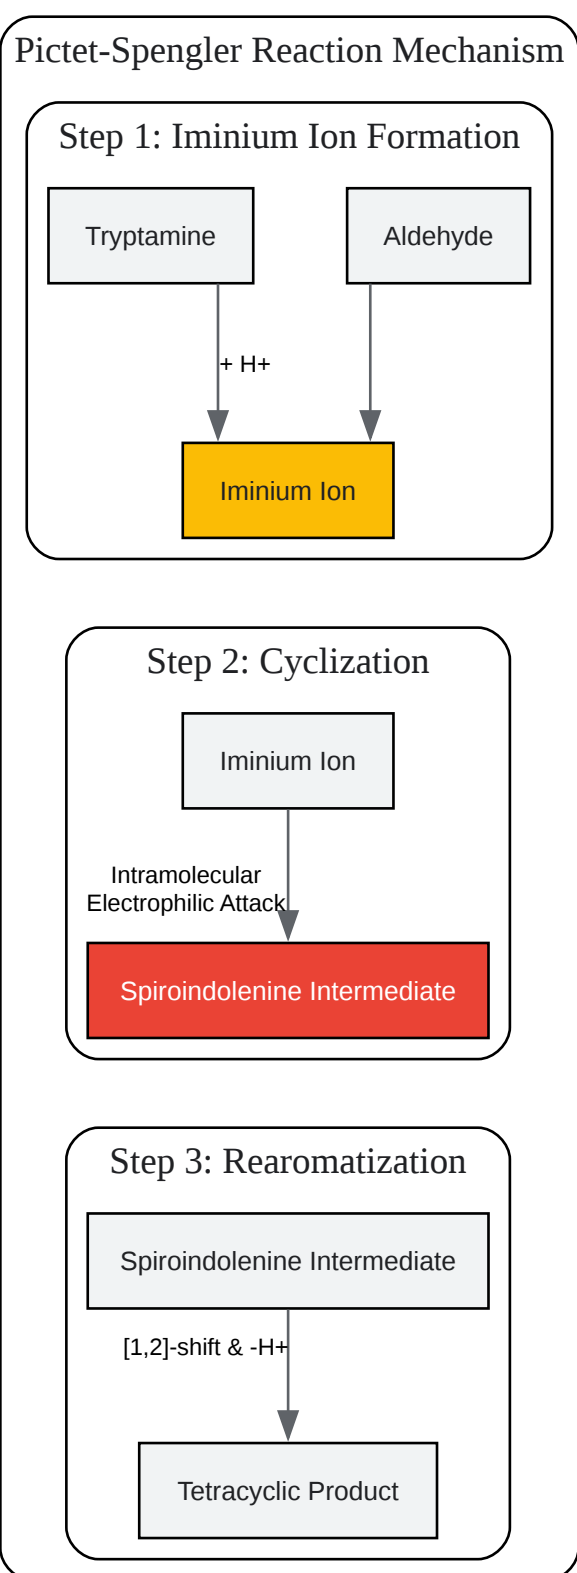 Pictet-Spengler Reaction Mechanism
Step 1: Iminium Ion Formation
Tryptamine
Aldehyde
+ H+
Iminium Ion
Step 2: Cyclization
Iminium Ion
Intramolecular
Electrophilic Attack
Spiroindolenine Intermediate
Step 3: Rearomatization
Spiroindolenine Intermediate
[1,2]-shift & -H+
Tetracyclic Product